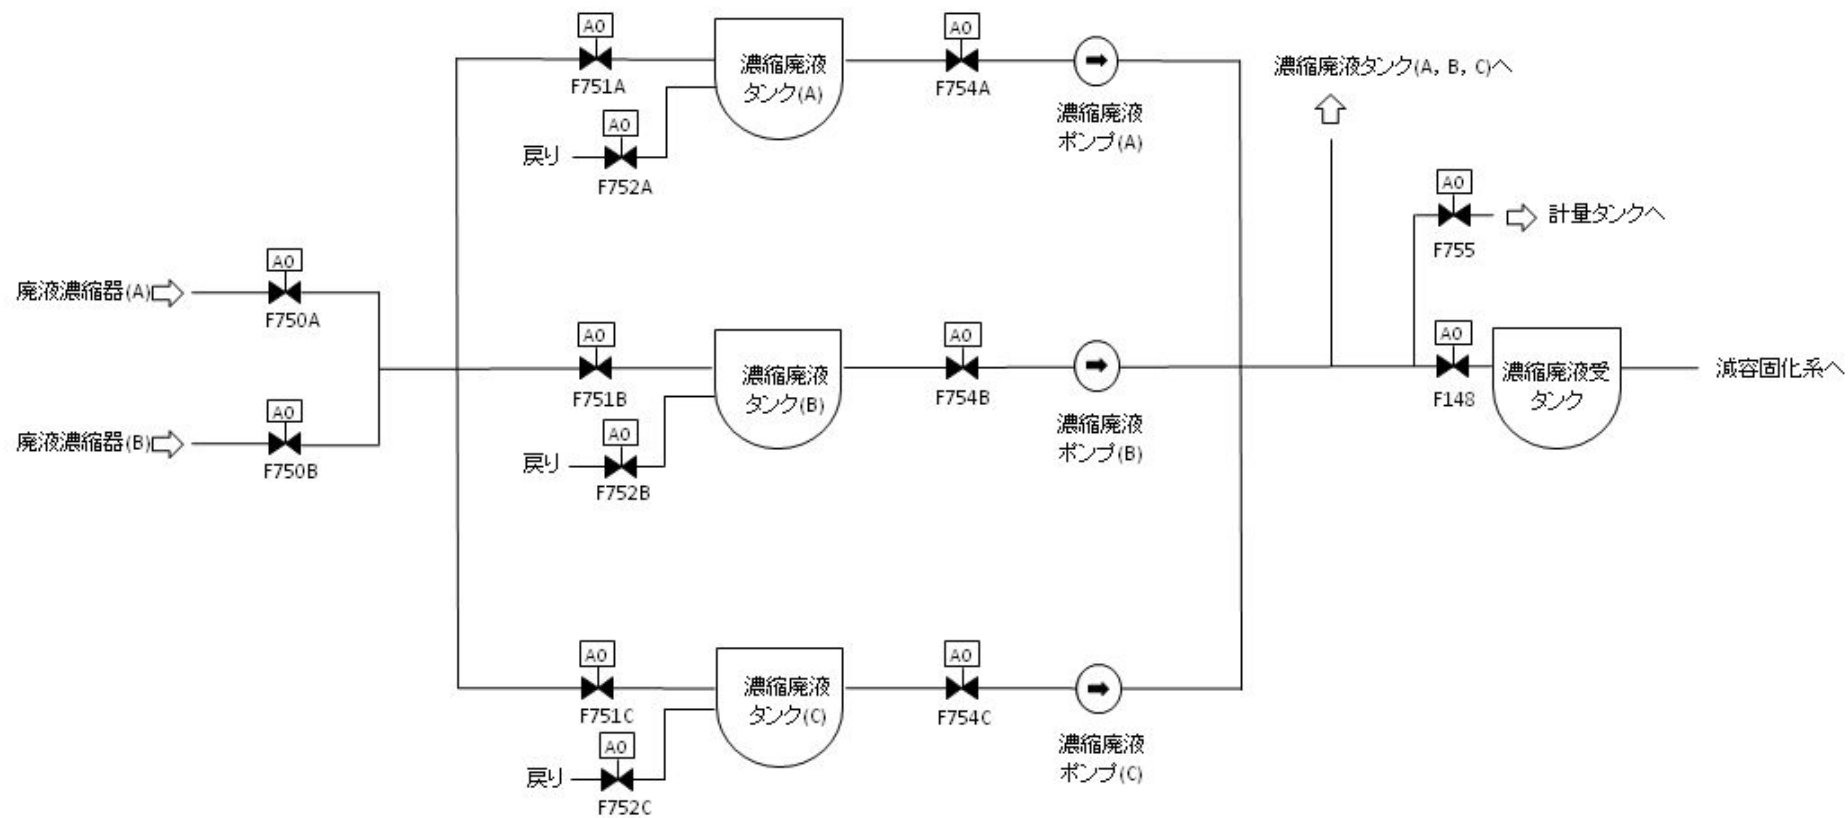 AO
F751A
濃縮廃液
タンク(A)
AO
F754A
濃縮廃液
ポンプ(A)
濃縮廃液タンク(A, B, C)へ
AO
戻り
F752A
AO
F755
計量タンクへ
廃液濃縮器(A)
AO
F750A
AO
F751B
濃縮廃液
タンク(B)
AO
F754B
濃縮廃液
ポンプ(B)
AO
F148
濃縮廃液受
タンク
減容固化系へ
廃液濃縮器(B)
AO
F750B
AO
戻り
F752B
AO
F751C
濃縮廃液
タンク(C)
AO
F754C
濃縮廃液
ポンプ(C)
AO
戻り
F752C